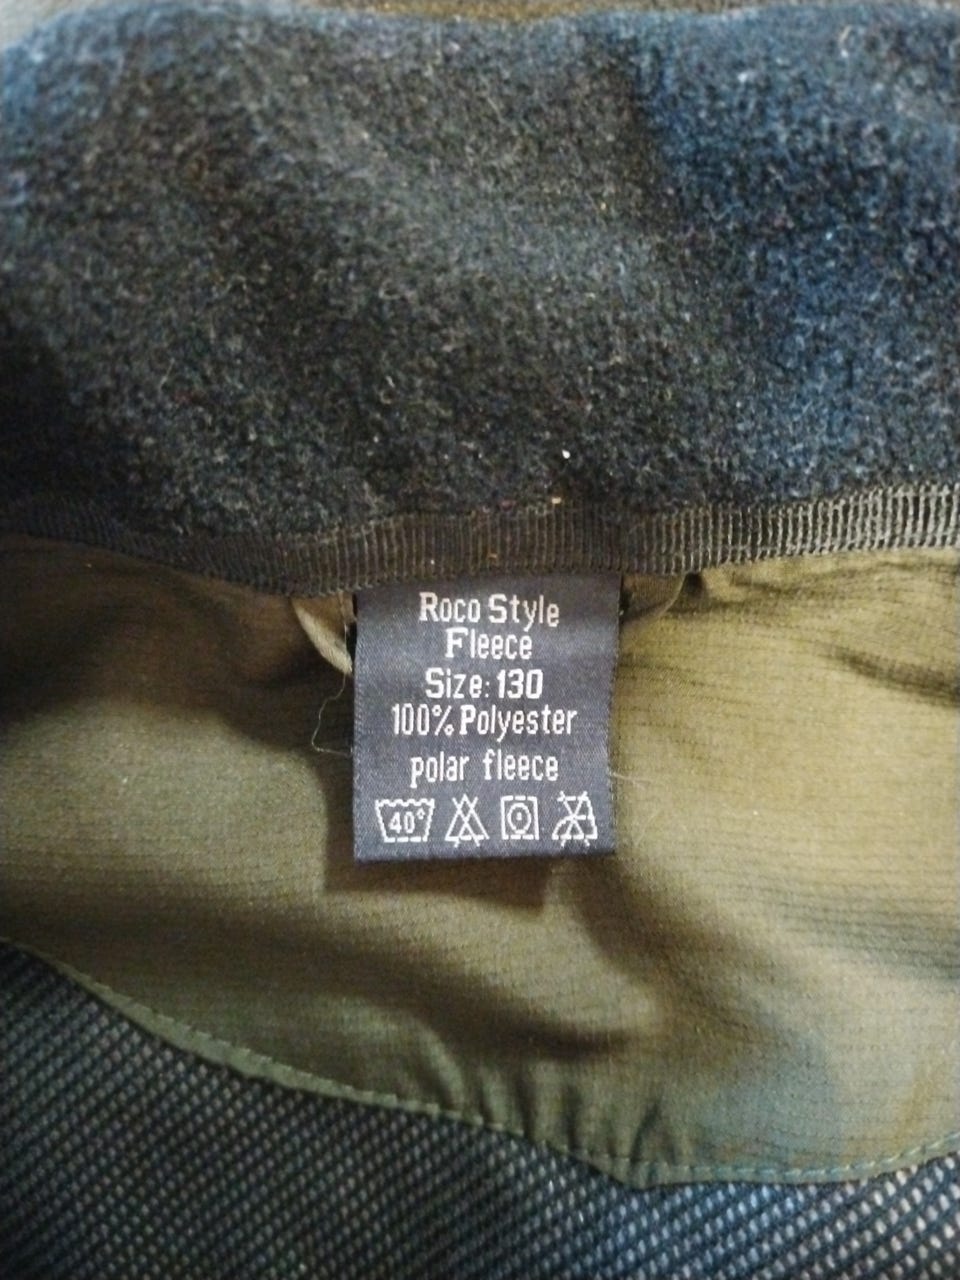 Roco Style
Fleece
Size: 130
100% Polyester
polar fleece
40°